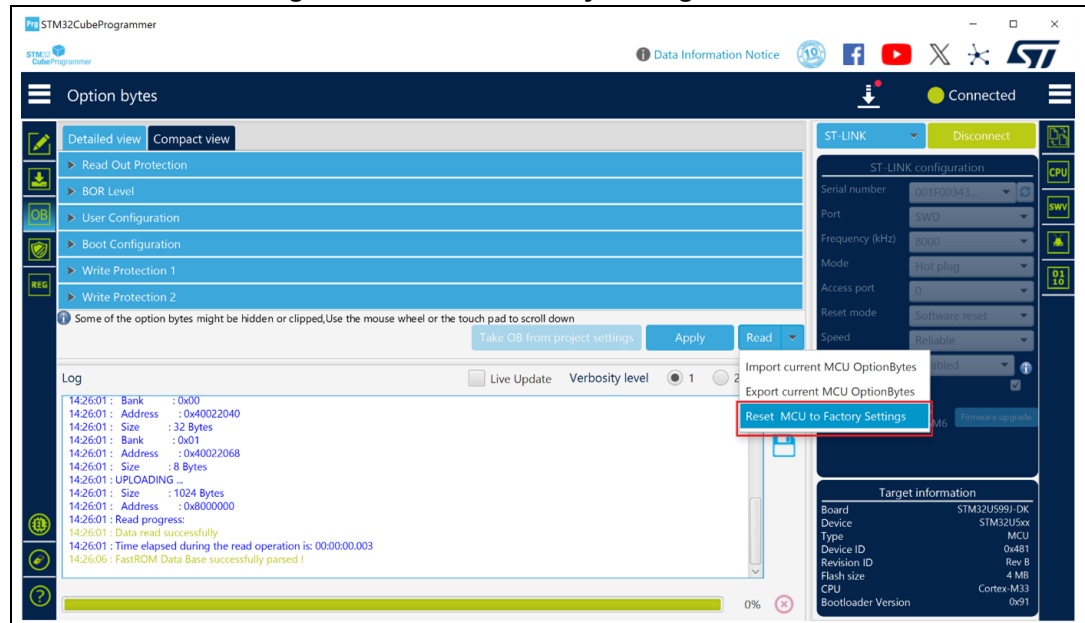 Prg STM32CubeProgrammer
STM32
CubeProgrammer
Data Information Notice
Option bytes
Connected
Detailed view Compact view
Read Out Protection
BOR Level
User Configuration
Boot Configuration
Write Protection 1
Write Protection 2
Some of the option bytes might be hidden or clipped,Use the mouse wheel or the touch pad to scroll down
Take OB from project settings Apply Read
Import current MCU OptionBytes
Export current MCU OptionBytes
Reset MCU to Factory Settings
Log Live Update Verbosity level 1 2
14:26:01 : Bank : 0x00
14:26:01 : Address : 0x40022040
14:26:01 : Size : 32 Bytes
14:26:01 : Bank : 0x01
14:26:01 : Address : 0x40022068
14:26:01 : Size : 8 Bytes
14:26:01 : UPLOADING ...
14:26:01 : Size : 1024 Bytes
14:26:01 : Address : 0x8000000
14:26:01 : Read progress:
14:26:01 : Data read successfully
14:26:01 : Time elapsed during the read operation is: 00:00:00.003
14:26:06 : FastROM Data Base successfully parsed !
0%
OB
REG
ST-LINK Disconnect
ST-LINK configuration
Serial number 001F00343...
Port SWD
Frequency (kHz) 8000
Mode Hot plug
Access port 0
Reset mode Software reset
Speed Reliable
Firmware upgrade
Target information
Board STM32U599J-DK
Device STM32U5xx
Type MCU
Device ID 0x481
Revision ID Rev B
Flash size 4 MB
CPU Cortex-M33
Bootloader Version 0x91
CPU
SWV
01
10